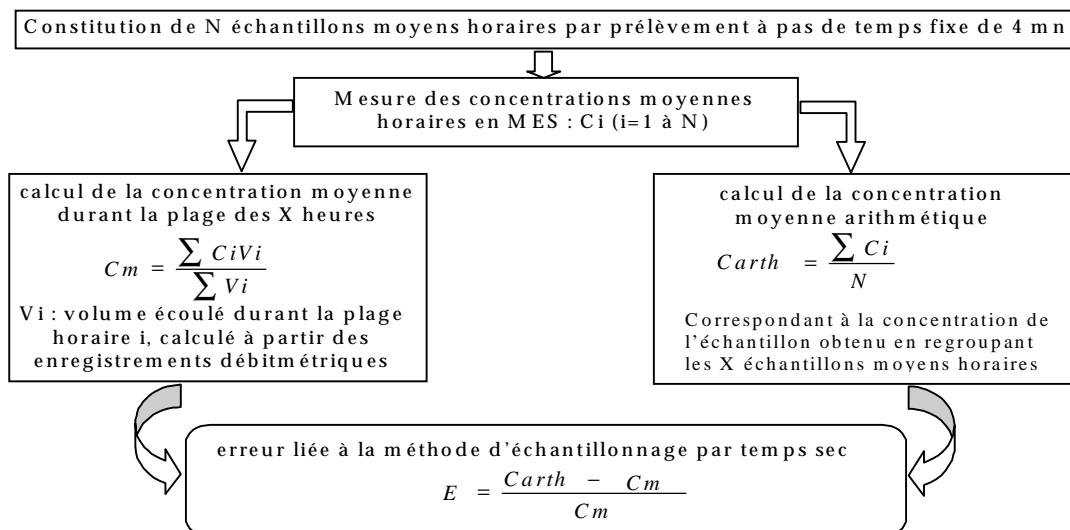 Constitution de N échantillons moyens horaires par prélèvement à pas de temps fixe de 4 mn
Mesure des concentrations moyennes
horaires en MES : Ci (i=1 à N)
calcul de la concentration moyenne
durant la plage des X heures
Cm = ∑ CiVi / ∑ Vi
Vi : volume écoulé durant la plage
horaire i, calculé à partir des
enregistrements débitmétriques
calcul de la concentration
moyenne arithmétique
Carth = ∑ Ci / N
Correspondant à la concentration de
l'échantillon obtenu en regroupant
les X échantillons moyens horaires
erreur liée à la méthode d'échantillonnage par temps sec
E = Carth - Cm / Cm